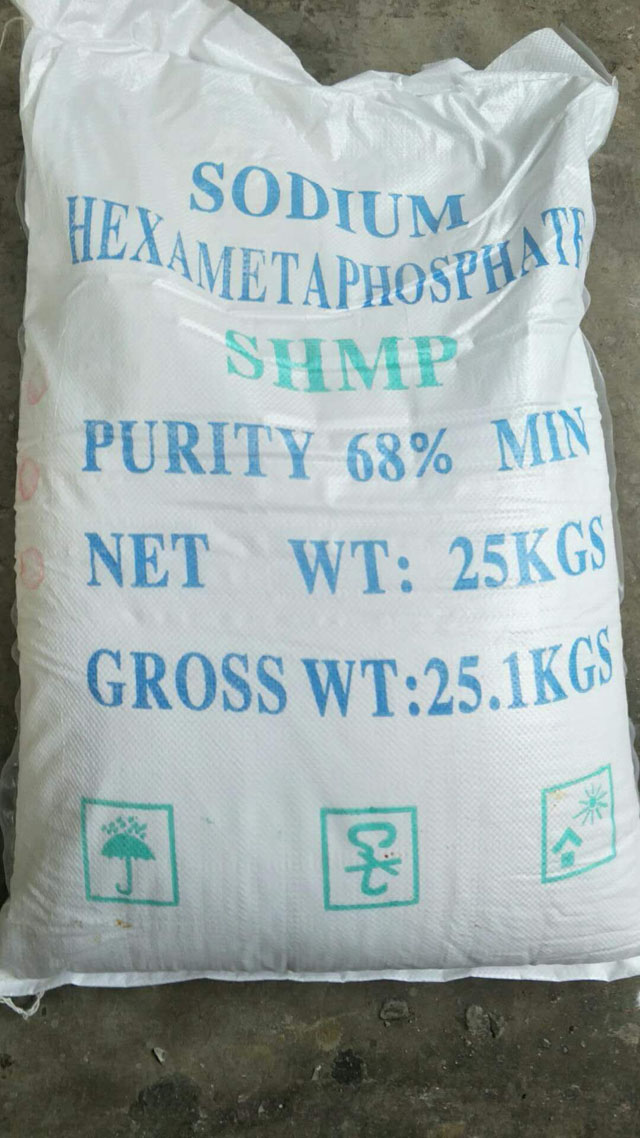 SODIUM
HEXAMETAPHOSPHATE
SHMP
PURITY 68% MIN
NET WT: 25KGS
GROSS WT:25.1KGS